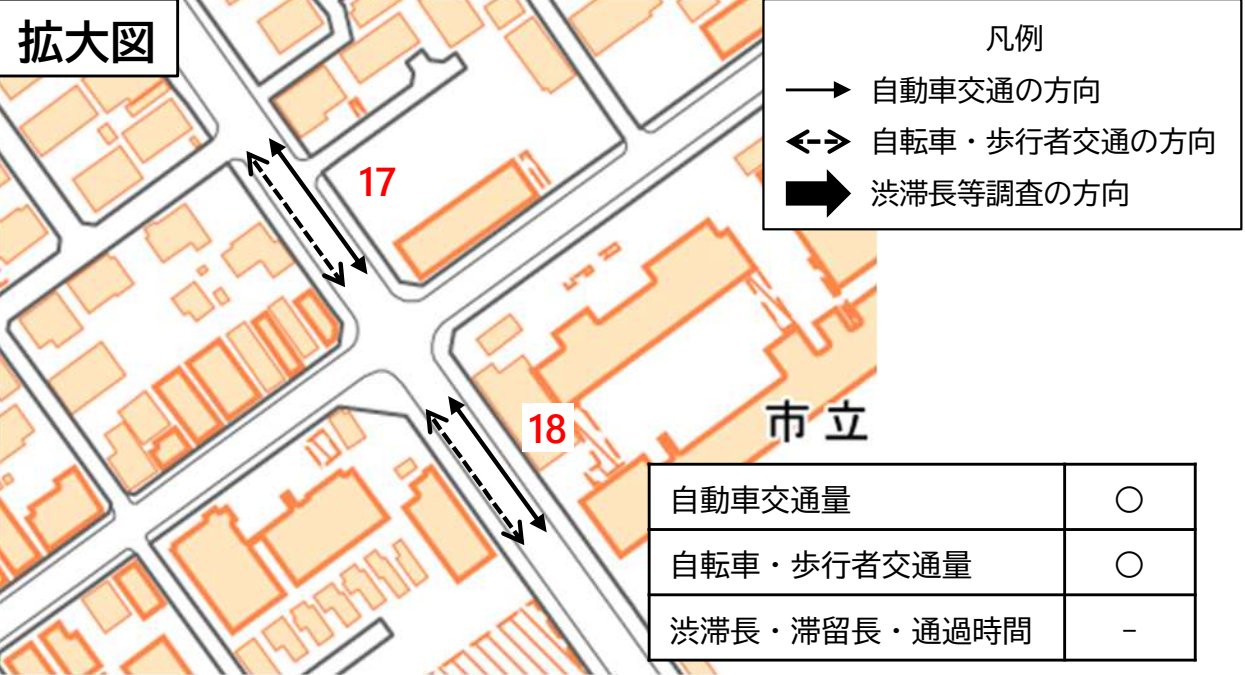 拡大図
凡例
自動車交通の方向
自転車・歩行者交通の方向
渋滞長等調査の方向
17
18
市立
自動車交通量 ○
自転車・歩行者交通量 ○
渋滞長・滞留長・通過時間 -